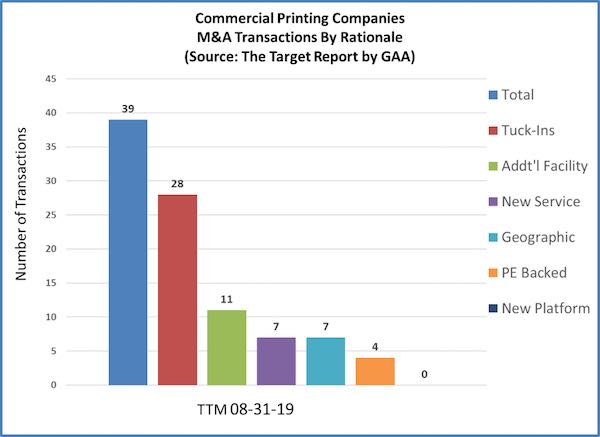 Commercial Printing Companies
M&A Transactions By Rationale
(Source: The Target Report by GAA)
Number of Transactions
45
40
35
30
25
20
15
10
5
0
39
28
11
7
7
4
0
TTM 08-31-19
Total
Tuck-Ins
Addt'l Facility
New Service
Geographic
PE Backed
New Platform